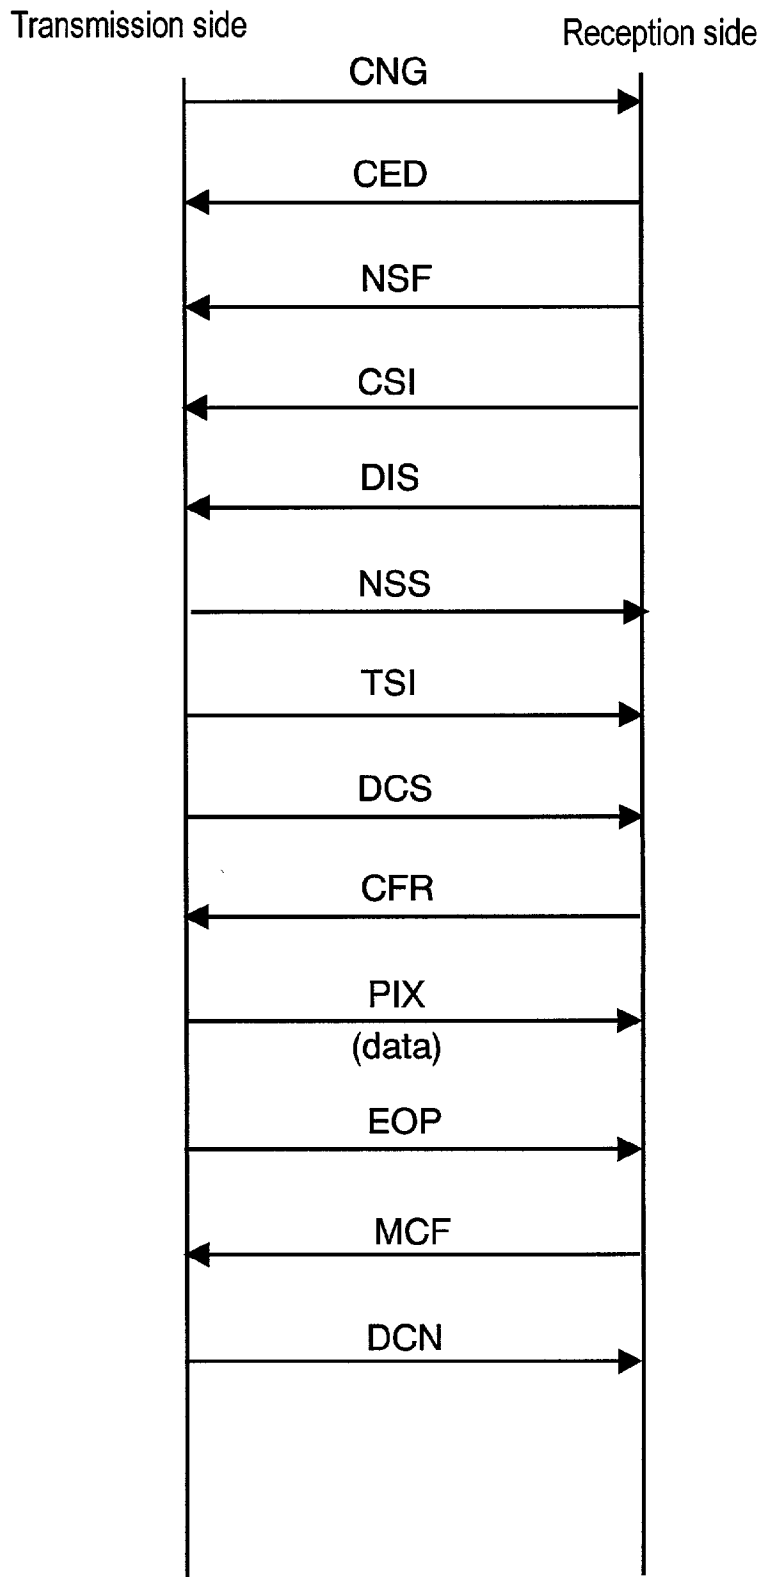 Transmission side
Reception side
CNG
CED
NSF
CSI
DIS
NSS
TSI
DCS
CFR
PIX
(data)
EOP
MCF
DCN